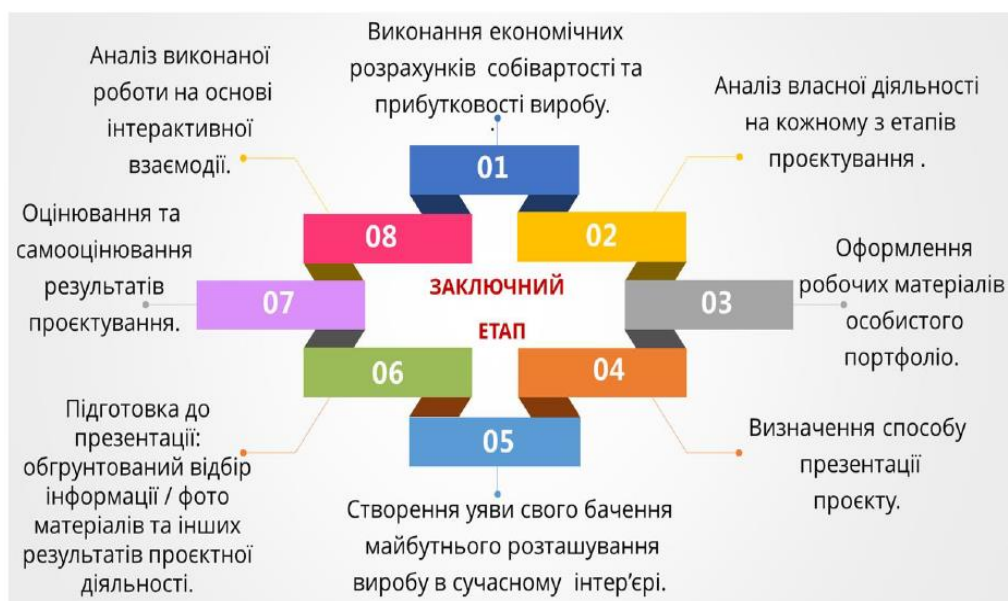 Виконання економічних
розрахунків собівартості та
прибутковості виробу.
.
01
Аналіз власної діяльності
на кожному з етапів
проєктування .
02
Оформлення
робочих матеріалів
особистого
портфоліо.
03
Визначення способу
презентації
проєкту.
04
Створення уяви свого бачення
майбутнього розташування
виробу в сучасному інтер’єрі.
05
Підготовка до
презентації:
обгрунтований відбір
інформації / фото
матеріалів та інших
результатів проєктної
діяльності.
06
Оцінювання та
самооцінювання
результатів
проєктування.
07
Аналіз виконаної
роботи на основі
інтерактивної
взаємодії.
08
ЗАКЛЮЧНИЙ
ЕТАП